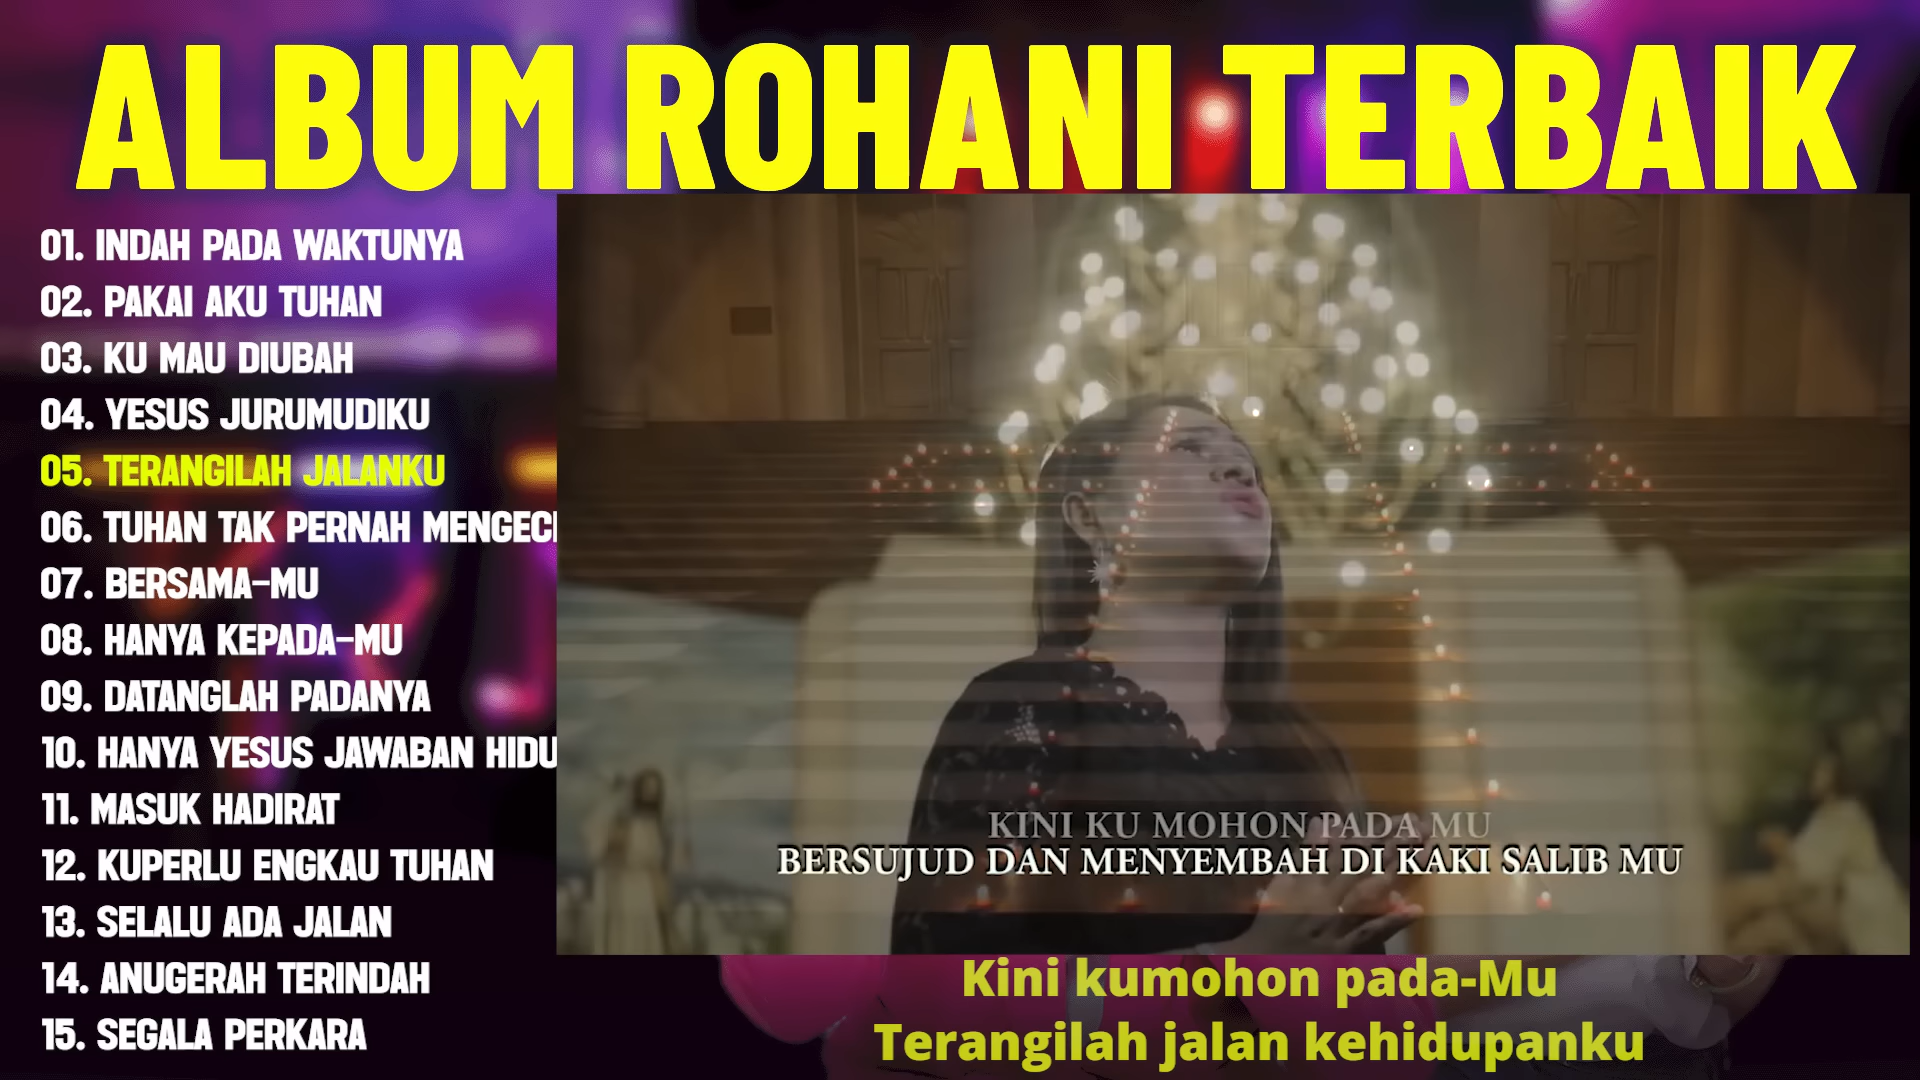 ALBUM ROHANI TERBAIK
01. INDAH PADA WAKTUNYA
02. PAKAI AKU TUHAN
03. KU MAU DIUBAH
04. YESUS JURUMUDIKU
05. TERANGILAH JALANKU
06. TUHAN TAK PERNAH
07. BERSAMA-MU
08. HANYA KEPADA-MU
09. DATANGLAH PADANYA
10. HANYA YESUS JAWABAN HIDU
11. MASUK HADIRAT
12. KUPERLU ENGKAU TUHAN
13. SELALU ADA JALAN
14. ANUGERAH TERINDAH
15. SEGALA PERKARA
KINI KU MOHON PADA MU
BERSUJUD DAN MENYEMBAH DI KAKI SALIB MU
Kini kumohon pada-Mu
Terangilah jalan kehidupanku